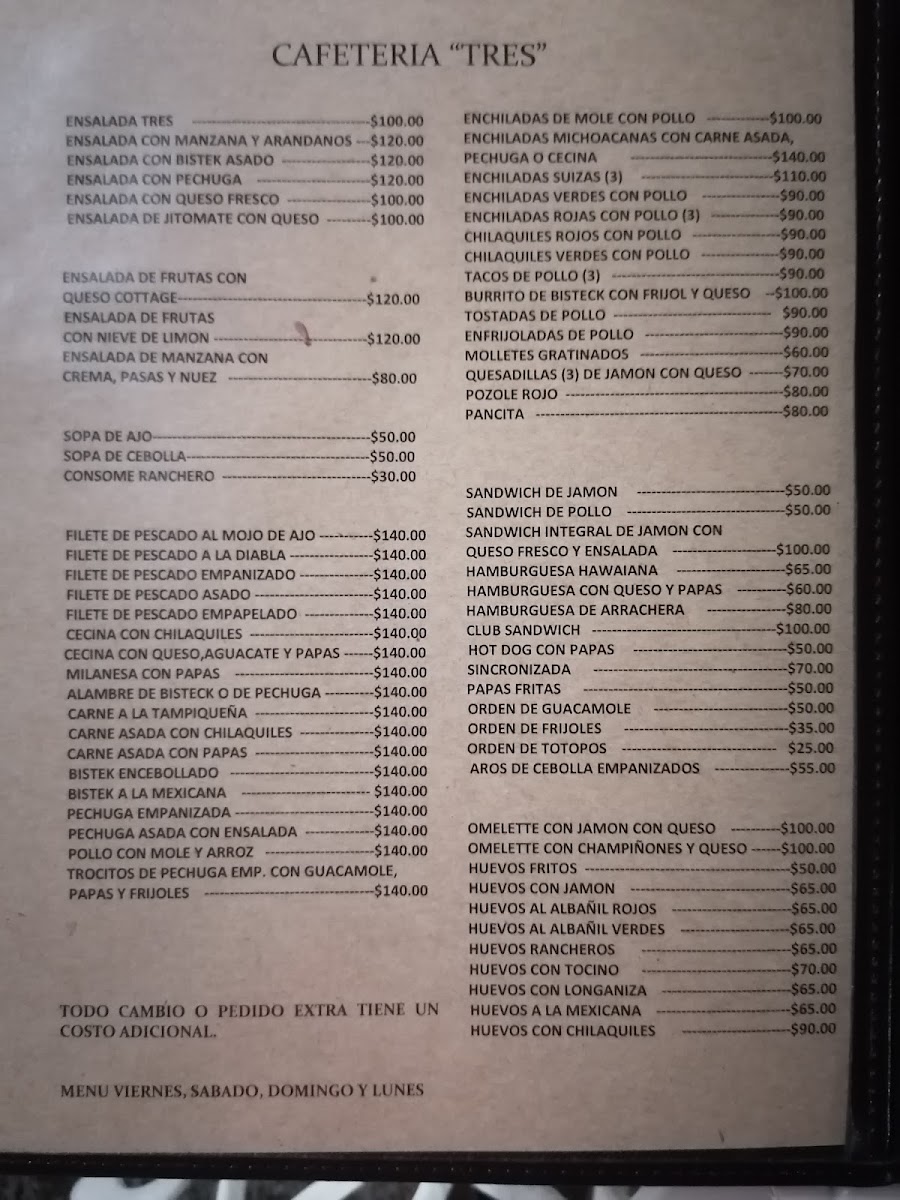 CAFETERIA “TRES”
ENSALADA TRES ------------------------------$100.00
ENSALADA CON MANZANA Y ARANDANOS ---$120.00
ENSALADA CON BISTEK ASADO ---------------$120.00
ENSALADA CON PECHUGA ----------------------$120.00
ENSALADA CON QUESO FRESCO --------------$100.00
ENSALADA DE JITOMATE CON QUESO --------$100.00
ENSALADA DE FRUTAS CON
QUESO COTTAGE--------------------------------$120.00
ENSALADA DE FRUTAS
CON NIEVE DE LIMON --------------------------$120.00
ENSALADA DE MANZANA CON
CREMA, PASAS Y NUEZ ------------------------$80.00
SOPA DE AJO-------------------------------------$50.00
SOPA DE CEBOLLA-------------------------------$50.00
CONSOME RANCHERO -------------------------$30.00
FILETE DE PESCADO AL MOJO DE AJO -----------$140.00
FILETE DE PESCADO A LA DIABLA ----------------$140.00
FILETE DE PESCADO EMPANIZADO --------------$140.00
FILETE DE PESCADO ASADO ----------------------$140.00
FILETE DE PESCADO EMPAPELADO --------------$140.00
CECINA CON CHILAQUILES -----------------------$140.00
CECINA CON QUESO,AGUACATE Y PAPAS ------$140.00
MILANESA CON PAPAS -------------------------$140.00
ALAMBRE DE BISTECK O DE PECHUGA ---------$140.00
CARNE A LA TAMPIQUEÑA ----------------------$140.00
CARNE ASADA CON CHILAQUILES --------------$140.00
CARNE ASADA CON PAPAS ----------------------$140.00
BISTEK ENCEBOLLADO --------------------------$140.00
BISTEK A LA MEXICANA ------------------------ $140.00
PECHUGA EMPANIZADA -------------------------$140.00
PECHUGA ASADA CON ENSALADA -------------$140.00
POLLO CON MOLE Y ARROZ --------------------$140.00
TROCITOS DE PECHUGA EMP. CON GUACAMOLE,
PAPAS Y FRIJOLES -------------------------------$140.00
TODO CAMBIO O PEDIDO EXTRA TIENE UN
COSTO ADICIONAL.
MENU VIERNES, SABADO, DOMINGO Y LUNES
ENCHILADAS DE MOLE CON POLLO ------------$100.00
ENCHILADAS MICHOACANAS CON CARNE ASADA,
PECHUGA O CECINA -------------------------$140.00
ENCHILADAS SUIZAS (3) ------------------------$110.00
ENCHILADAS VERDES CON POLLO --------------$90.00
ENCHILADAS ROJAS CON POLLO (3) ------------$90.00
CHILAQUILES ROJOS CON POLLO ---------------$90.00
CHILAQUILES VERDES CON POLLO --------------$90.00
TACOS DE POLLO (3) -----------------------------$90.00
BURRITO DE BISTECK CON FRIJOL Y QUESO --$100.00
TOSTADAS DE POLLO ---------------------------- $90.00
ENFRIJOLADAS DE POLLO -----------------------$90.00
MOLLETES GRATINADOS -------------------------$60.00
QUESADILLAS (3) DE JAMON CON QUESO -------$70.00
POZOLE ROJO --------------------------------------$80.00
PANCITA -------------------------------------------$80.00
SANDWICH DE JAMON --------------------------$50.00
SANDWICH DE POLLO ---------------------------$50.00
SANDWICH INTEGRAL DE JAMON CON
QUESO FRESCO Y ENSALADA ------------------$100.00
HAMBURGUESA HAWAIANA -------------------$65.00
HAMBURGUESA CON QUESO Y PAPAS ---------$60.00
HAMBURGUESA DE ARRACHERA --------------$80.00
CLUB SANDWICH --------------------------------$100.00
HOT DOG CON PAPAS --------------------------$50.00
SINCRONIZADA ----------------------------------$70.00
PAPAS FRITAS ------------------------------------$50.00
ORDEN DE GUACAMOLE ------------------------$50.00
ORDEN DE FRIJOLES -----------------------------$35.00
ORDEN DE TOTOPOS --------------------------- $25.00
AROS DE CEBOLLA EMPANIZADOS -------------$55.00
OMELETTE CON JAMON CON QUESO ---------$100.00
OMELETTE CON CHAMPIÑONES Y QUESO ------$100.00
HUEVOS FRITOS ------------------------------------$50.00
HUEVOS CON JAMON ----------------------------$65.00
HUEVOS AL ALBAÑIL ROJOS --------------------$65.00
HUEVOS AL ALBAÑIL VERDES -------------------$65.00
HUEVOS RANCHEROS --------------------------$65.00
HUEVOS CON TOCINO --------------------------$70.00
HUEVOS CON LONGANIZA ----------------------$65.00
HUEVOS A LA MEXICANA -----------------------$65.00
HUEVOS CON CHILAQUILES -------------------$90.00